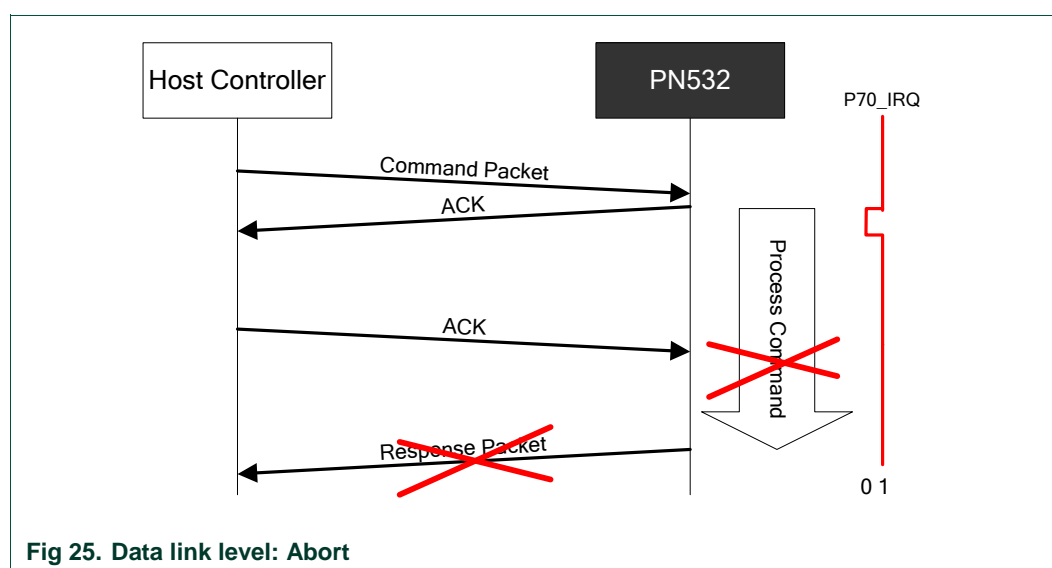 Host Controller
PN532
P70_IRQ
Command Packet
ACK
Process Command
ACK
Response Packet
0 1
Fig 25. Data link level: Abort